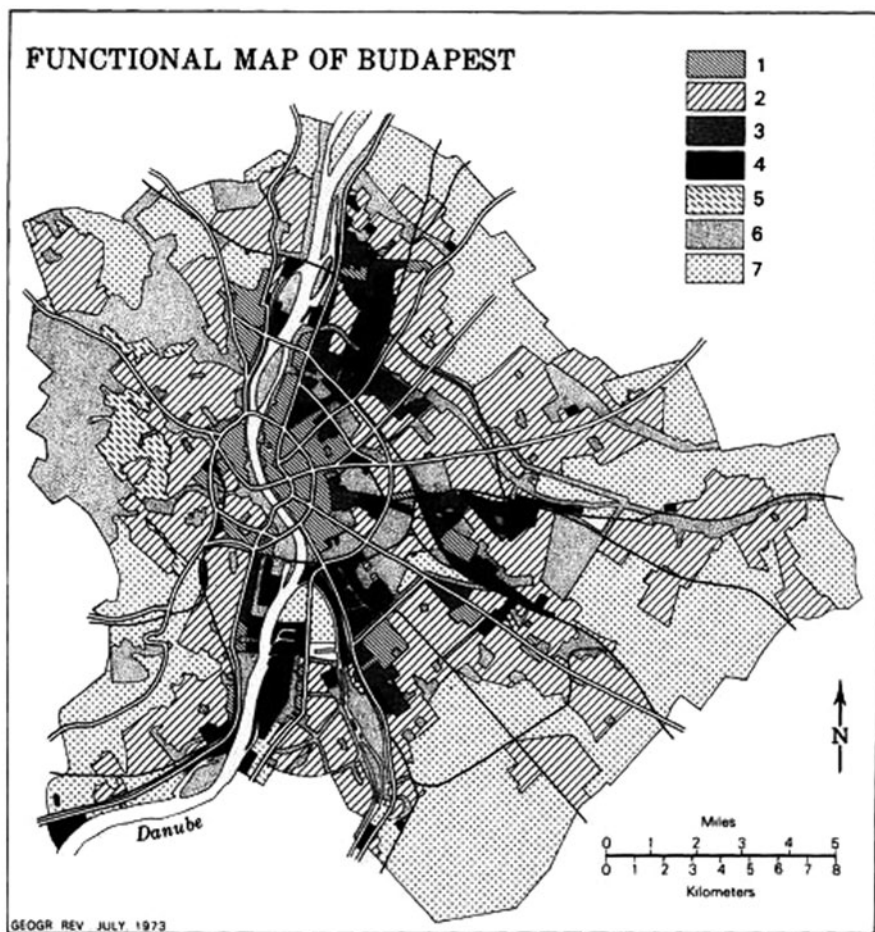 FUNCTIONAL MAP OF BUDAPEST
1
2
3
4
5
6
7
N
Danube
Miles
0 1 2 3 4 5
0 1 2 3 4 5 6 7 8
Kilometers
GEOGR REV. JULY, 1973